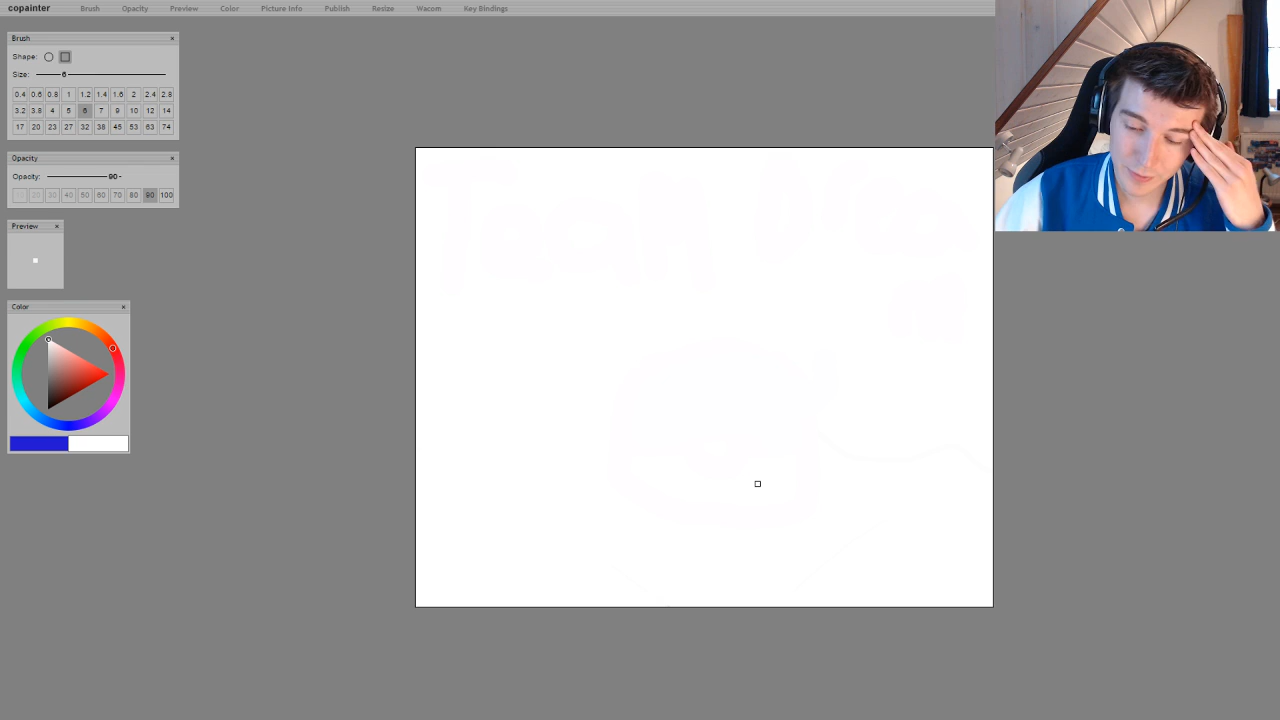 copainter Brush Opacity Preview Color Picture Info Publish Resize Wacom Key Bindings
Brush ×
Shape:
Size: 6
0.4 0.6 0.8 1 1.2 1.4 1.6 2 2.4 2.8
3.2 3.8 4 5 6 7 9 10 12 14
17 20 23 27 32 38 45 53 63 74
Opacity ×
Opacity: 90
20 30 40 50 60 70 80 90 100
Preview ×
Color ×